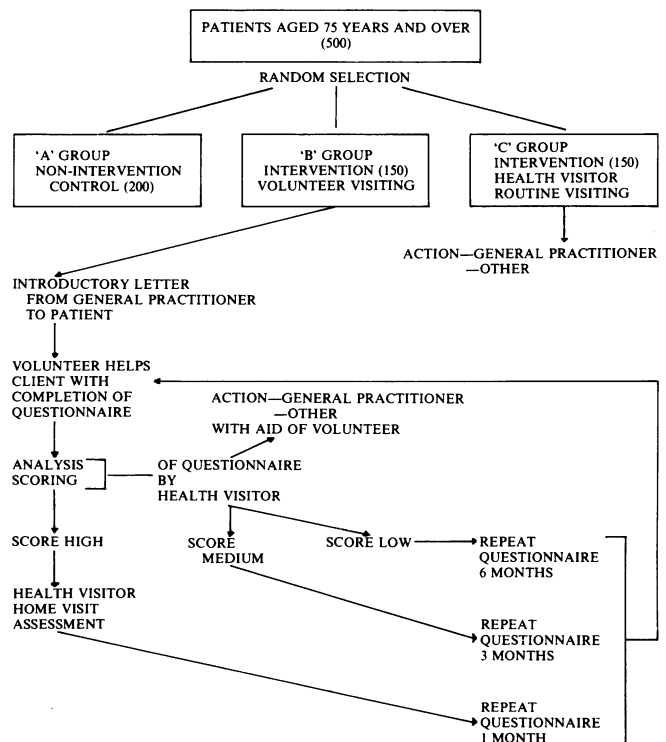 PATIENTS AGED 75 YEARS AND OVER
(500)
RANDOM SELECTION
‘A’ GROUP
NON-INTERVENTION
CONTROL (200)
‘B’ GROUP
INTERVENTION (150)
VOLUNTEER VISITING
‘C’ GROUP
INTERVENTION (150)
HEALTH VISITOR
ROUTINE VISITING
ACTION—GENERAL PRACTITIONER
—OTHER
INTRODUCTORY LETTER
FROM GENERAL PRACTITIONER
TO PATIENT
VOLUNTEER HELPS
CLIENT WITH
COMPLETION OF
QUESTIONNAIRE
ACTION—GENERAL PRACTITIONER
—OTHER
WITH AID OF VOLUNTEER
ANALYSIS
SCORING
OF QUESTIONNAIRE
BY
HEALTH VISITOR
SCORE HIGH
SCORE
MEDIUM
SCORE LOW
REPEAT
QUESTIONNAIRE
6 MONTHS
HEALTH VISITOR
HOME VISIT
ASSESSMENT
REPEAT
QUESTIONNAIRE
3 MONTHS
REPEAT
QUESTIONNAIRE
1 MONTH